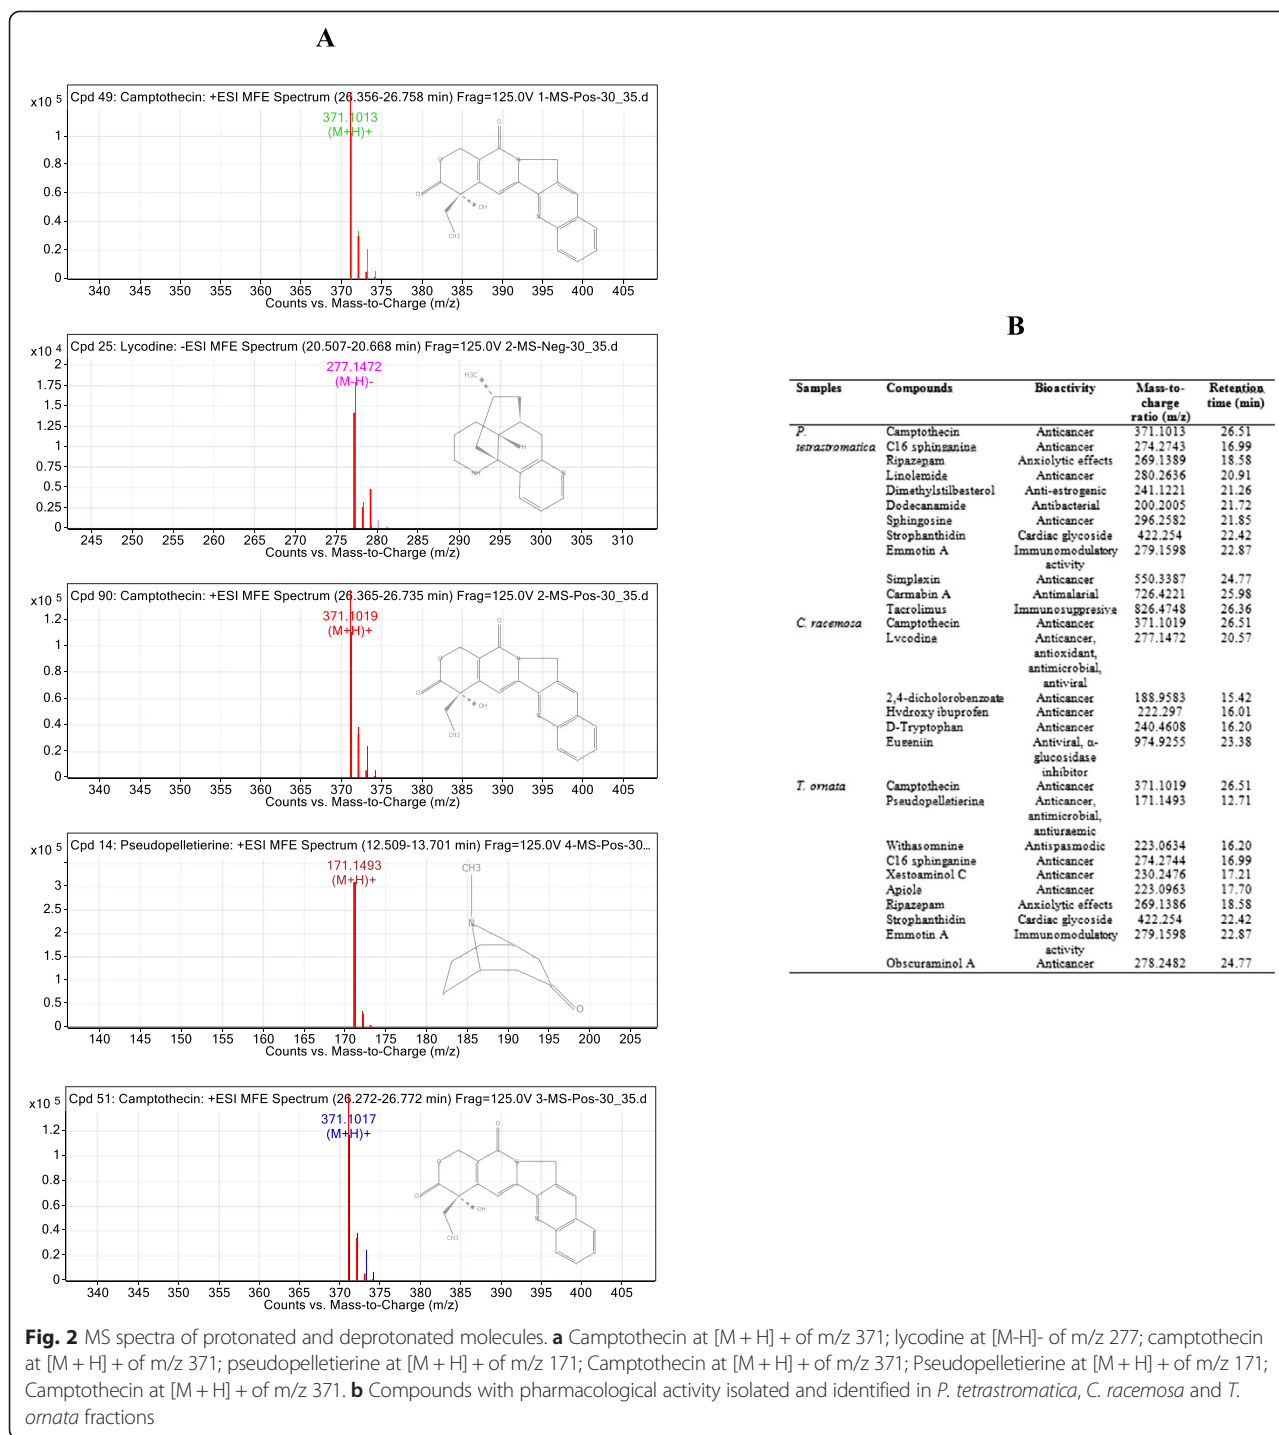 A
Cpd 49: Camptothecin: +ESI MFE Spectrum (26.356-26.758 min) Frag=125.0V 1-MS-Pos-30_35.d
x10 5
371.1013
(M+H)+
1
0.8
0.6
0.4
0.2
0
O
O
O
N
N
OH
CH3
340 345 350 355 360 365 370 375 380 385 390 395 400 405
Counts vs. Mass-to-Charge (m/z)
Cpd 25: Lycodine: -ESI MFE Spectrum (20.507-20.668 min) Frag=125.0V 2-MS-Neg-30_35.d
x10 4
277.1472
(M-H)-
2
1.75
1.5
1.25
1
0.75
0.5
0.25
0
H3C
H
NH
N
245 250 255 260 265 270 275 280 285 290 295 300 305 310
Counts vs. Mass-to-Charge (m/z)
Cpd 90: Camptothecin: +ESI MFE Spectrum (26.365-26.735 min) Frag=125.0V 2-MS-Pos-30_35.d
x10 5
371.1019
(M+H)+
1.2
1
0.8
0.6
0.4
0.2
0
O
O
O
N
N
OH
CH3
340 345 350 355 360 365 370 375 380 385 390 395 400 405
Counts vs. Mass-to-Charge (m/z)
Cpd 14: Pseudopelletierine: +ESI MFE Spectrum (12.509-13.701 min) Frag=125.0V 4-MS-Pos-30...
x10 5
171.1493
(M+H)+
3
2.5
2
1.5
1
0.5
0
CH3
N
O
140 145 150 155 160 165 170 175 180 185 190 195 200 205
Counts vs. Mass-to-Charge (m/z)
Cpd 51: Camptothecin: +ESI MFE Spectrum (26.272-26.772 min) Frag=125.0V 3-MS-Pos-30_35.d
x10 5
371.1017
(M+H)+
1.2
1
0.8
0.6
0.4
0.2
0
O
O
O
N
N
OH
CH3
340 345 350 355 360 365 370 375 380 385 390 395 400 405
Counts vs. Mass-to-Charge (m/z)
B
Samples Compounds Bioactivity Mass-to- Retention
charge time (min)
ratio (m/z)
P. Camptothecin Anticancer 371.1013 26.51
tetrastromatica C16 sphinganine Anticancer 274.2743 16.99
Ripazepam Anxiolytic effects 269.1389 18.58
Linolemide Anticancer 280.2636 20.91
Dimethylstilbesterol Anti-estrogenic 241.1221 21.26
Dodecanamide Antibacterial 200.2005 21.72
Sphingosine Anticancer 296.2582 21.85
Strophanthidin Cardiac glycoside 422.254 22.42
Emmotin A Immunomodulatory 279.1598 22.87
activity
Simplexin Anticancer 550.3387 24.77
Carmabin A Antimalarial 726.4221 25.98
Tacrolimus Immunosuppresive 826.4748 26.36
C. racemosa Camptothecin Anticancer 371.1019 26.51
Lycodine Anticancer, 277.1472 20.57
antioxidant,
antimicrobial,
antiviral
2,4-dicholorobenzoate Anticancer 188.9583 15.42
Hydroxy ibuprofen Anticancer 222.297 16.01
D-Tryptophan Anticancer 240.4608 16.20
Eugeniin Antiviral, α- 974.9255 23.38
glucosidase
inhibitor
T. ornata Camptothecin Anticancer 371.1019 26.51
Pseudopelletierine Anticancer, 171.1493 12.71
antimicrobial,
antiuraemic
Withasomnine Antispasmodic 223.0634 16.20
C16 sphinganine Anticancer 274.2744 16.99
Xestoaminol C Anticancer 230.2476 17.21
Apiole Anticancer 223.0963 17.70
Ripazepam Anxiolytic effects 269.1386 18.58
Strophanthidin Cardiac glycoside 422.254 22.42
Emmotin A Immunomodulatory 279.1598 22.87
activity
Obscuraminol A Anticancer 278.2482 24.77
Fig. 2 MS spectra of protonated and deprotonated molecules. a Camptothecin at [M + H] + of m/z 371; lycodine at [M-H]- of m/z 277; camptothecin
at [M + H] + of m/z 371; pseudopelletierine at [M + H] + of m/z 171; Camptothecin at [M + H] + of m/z 371; Pseudopelletierine at [M + H] + of m/z 171;
Camptothecin at [M + H] + of m/z 371. b Compounds with pharmacological activity isolated and identified in P. tetrastromatica, C. racemosa and T.
ornata fractions